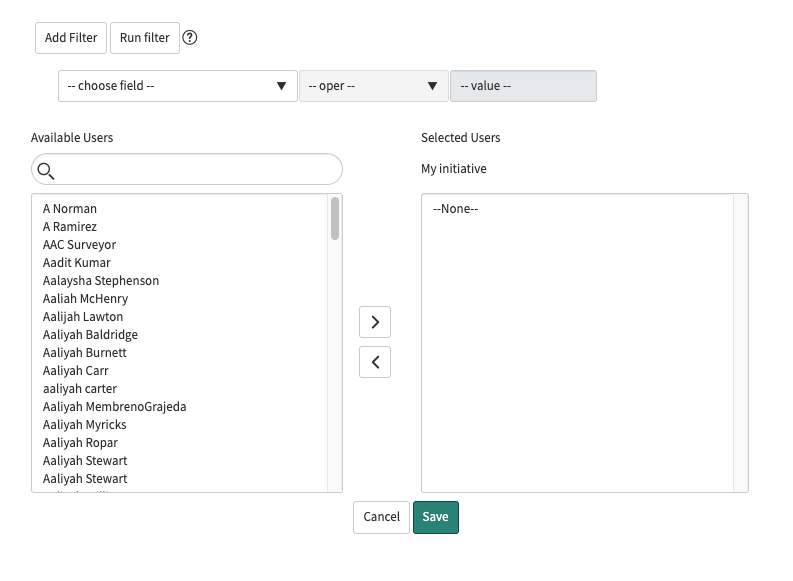 Add Filter Run filter ?
-- choose field -- -- oper -- -- value --
Available Users Selected Users
My initiative
A Norman --None--
A Ramirez
AAC Surveyor
Aadit Kumar
Aalaysha Stephenson
Aaliah McHenry
Aalijah Lawton
Aaliyah Baldridge
Aaliyah Burnett
Aaliyah Carr
aaliyah carter
Aaliyah MembrenoGrajeda
Aaliyah Myricks
Aaliyah Ropar
Aaliyah Stewart
Aaliyah Stewart
Cancel Save